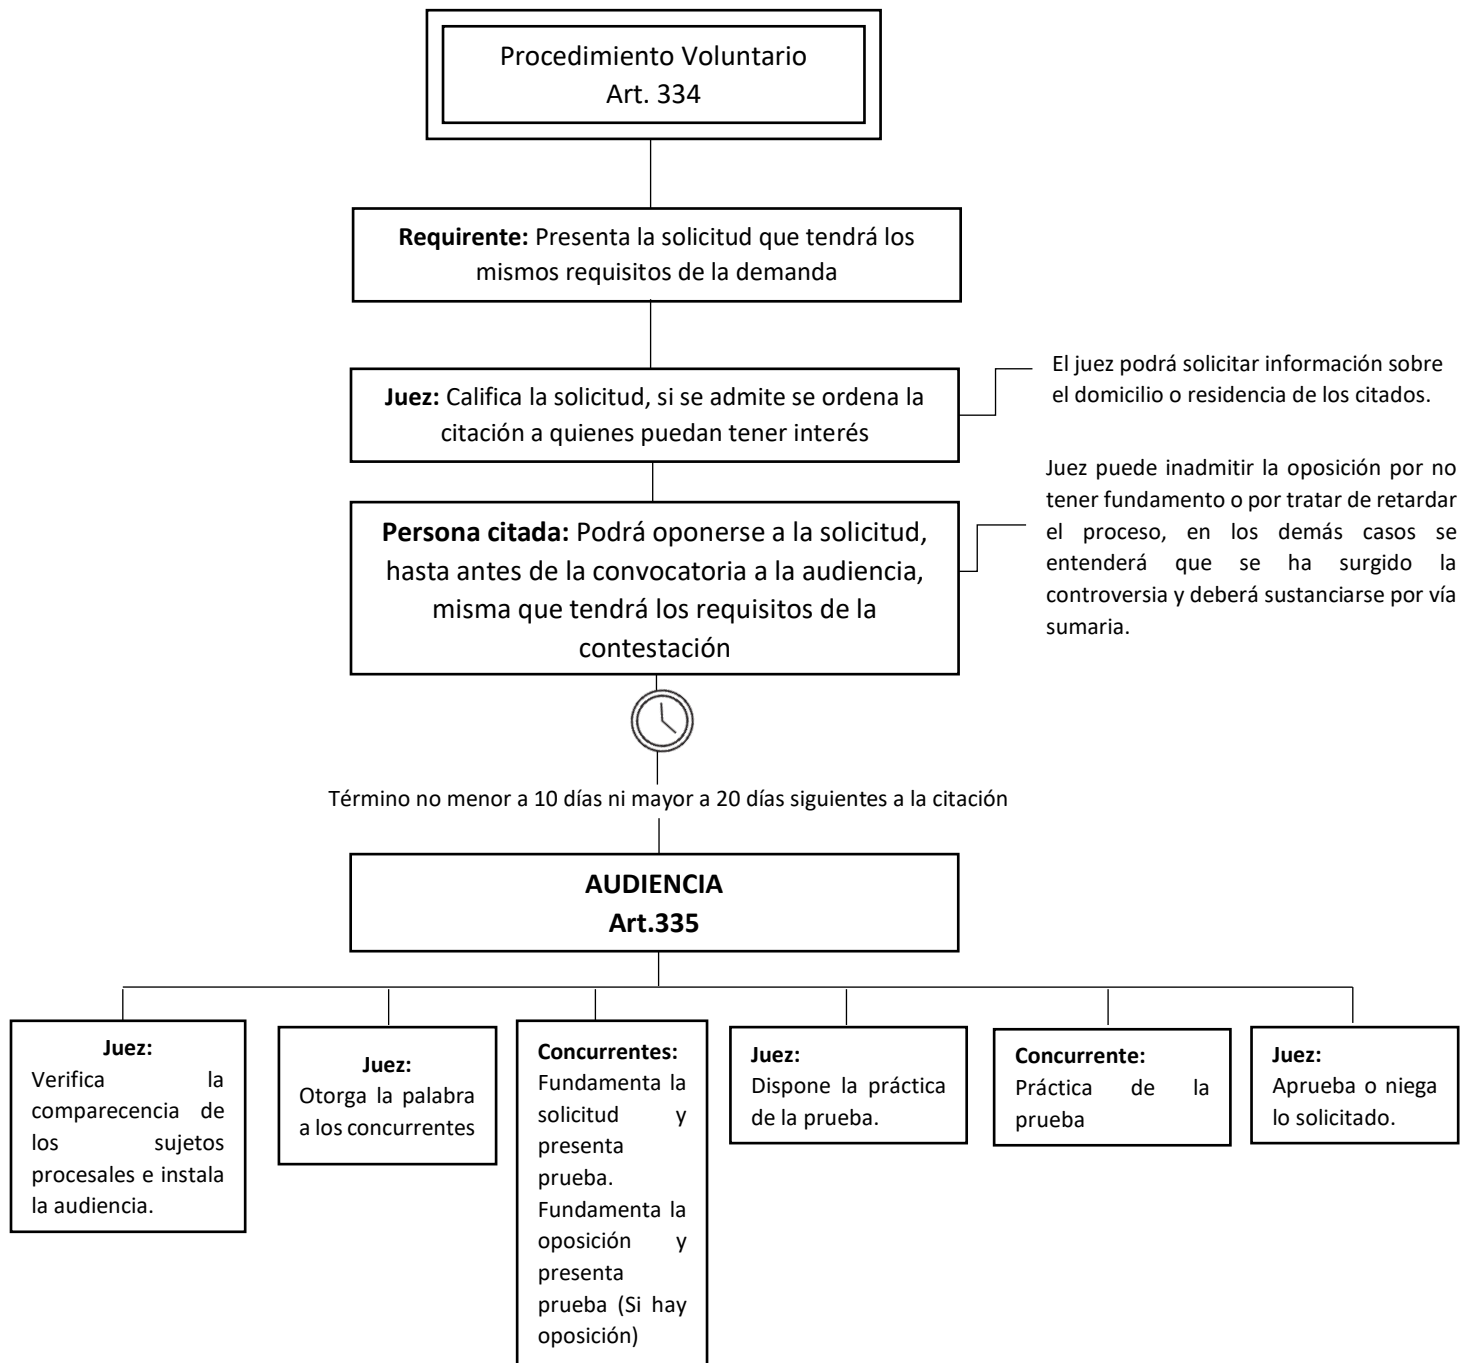 Procedimiento Voluntario
Art. 334
Requirente: Presenta la solicitud que tendrá los
mismos requisitos de la demanda
Juez: Califica la solicitud, si se admite se ordena la
citación a quienes puedan tener interés
El juez podrá solicitar información sobre
el domicilio o residencia de los citados.
Persona citada: Podrá oponerse a la solicitud,
hasta antes de la convocatoria a la audiencia,
misma que tendrá los requisitos de la
contestación
Juez puede inadmitir la oposición por no
tener fundamento o por tratar de retardar
el proceso, en los demás casos se
entenderá que se ha surgido la
controversia y deberá sustanciarse por vía
sumaria.
Término no menor a 10 días ni mayor a 20 días siguientes a la citación
AUDIENCIA
Art.335
Juez:
Verifica la
comparecencia de
los sujetos
procesales e instala
la audiencia.
Juez:
Otorga la palabra
a los concurrentes
Concurrentes:
Fundamenta la
solicitud y
presenta
prueba.
Fundamenta la
oposición y
presenta
prueba (Si hay
oposición)
Juez:
Dispone la práctica
de la prueba.
Concurrente:
Práctica de la
prueba
Juez:
Aprueba o niega
lo solicitado.